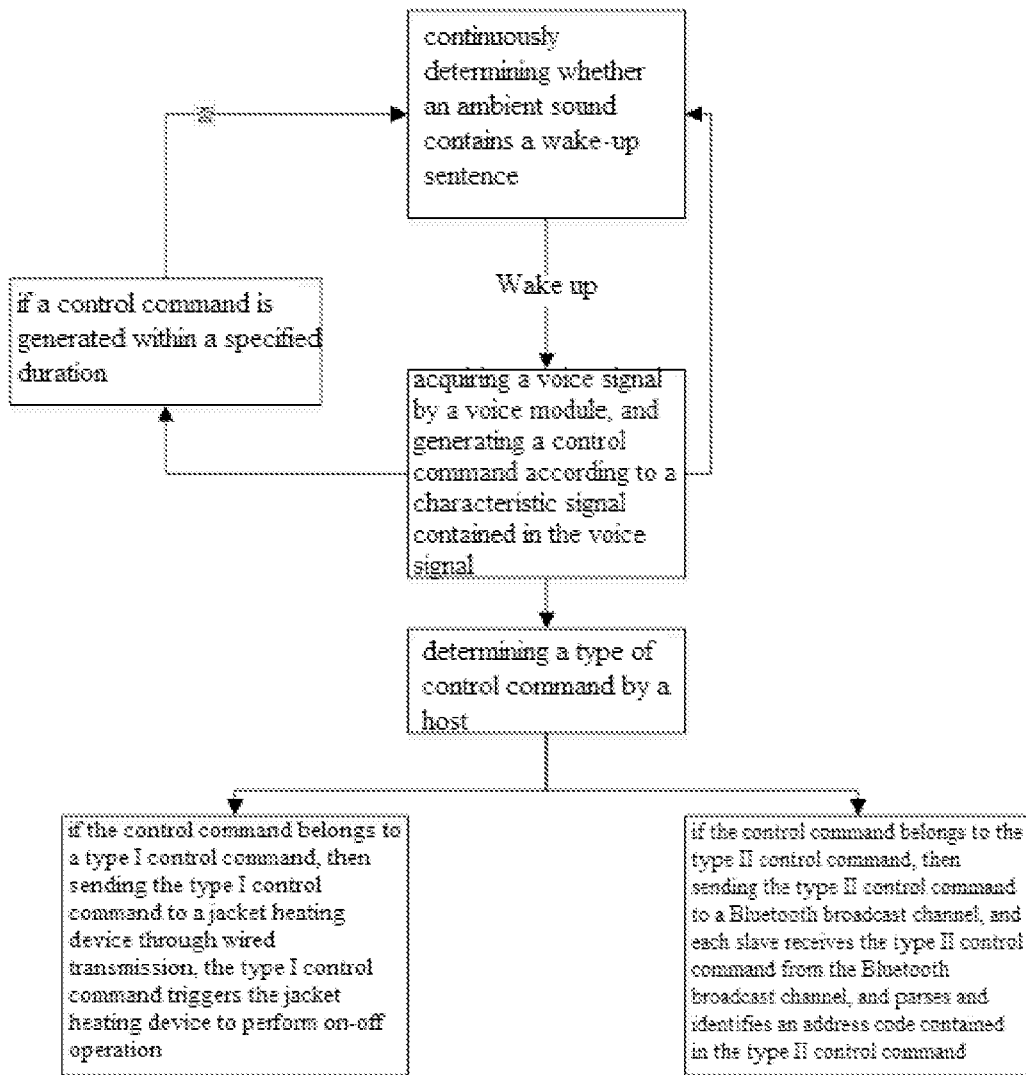 continuously
determining whether
an ambient sound
contains a wake-up
sentence
Wake up
if a control command is
generated within a specified
duration
acquiring a voice signal
by a voice module, and
generating a control
command according to a
characteristic signal
contained in the voice
signal
determining a type of
control command by a
host
if the control command belongs to
a type I control command, then
sending the type I control
command to a jacket heating
device through wired
transmission, the type I control
command triggers the jacket
heating device to perform on-off
operation
if the control command belongs to the
type II control command, then
sending the type II control command
to a Bluetooth broadcast channel, and
each slave receives the type II control
command from the Bluetooth
broadcast channel, and parses and
identifies an address code contained
in the type II control command